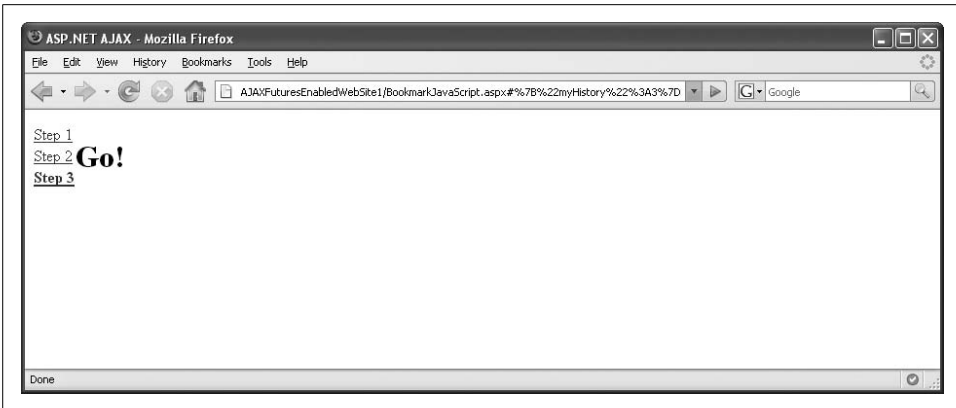 ASP.NET AJAX - Mozilla Firefox
File Edit View History Bookmarks Tools Help
AJAXFuturesEnabledWebSite1/BookmarkJavaScript.aspx#%7B%22myHistory%22%3A3%7D G Google
Step 1
Step 2 Go!
Step 3
Done